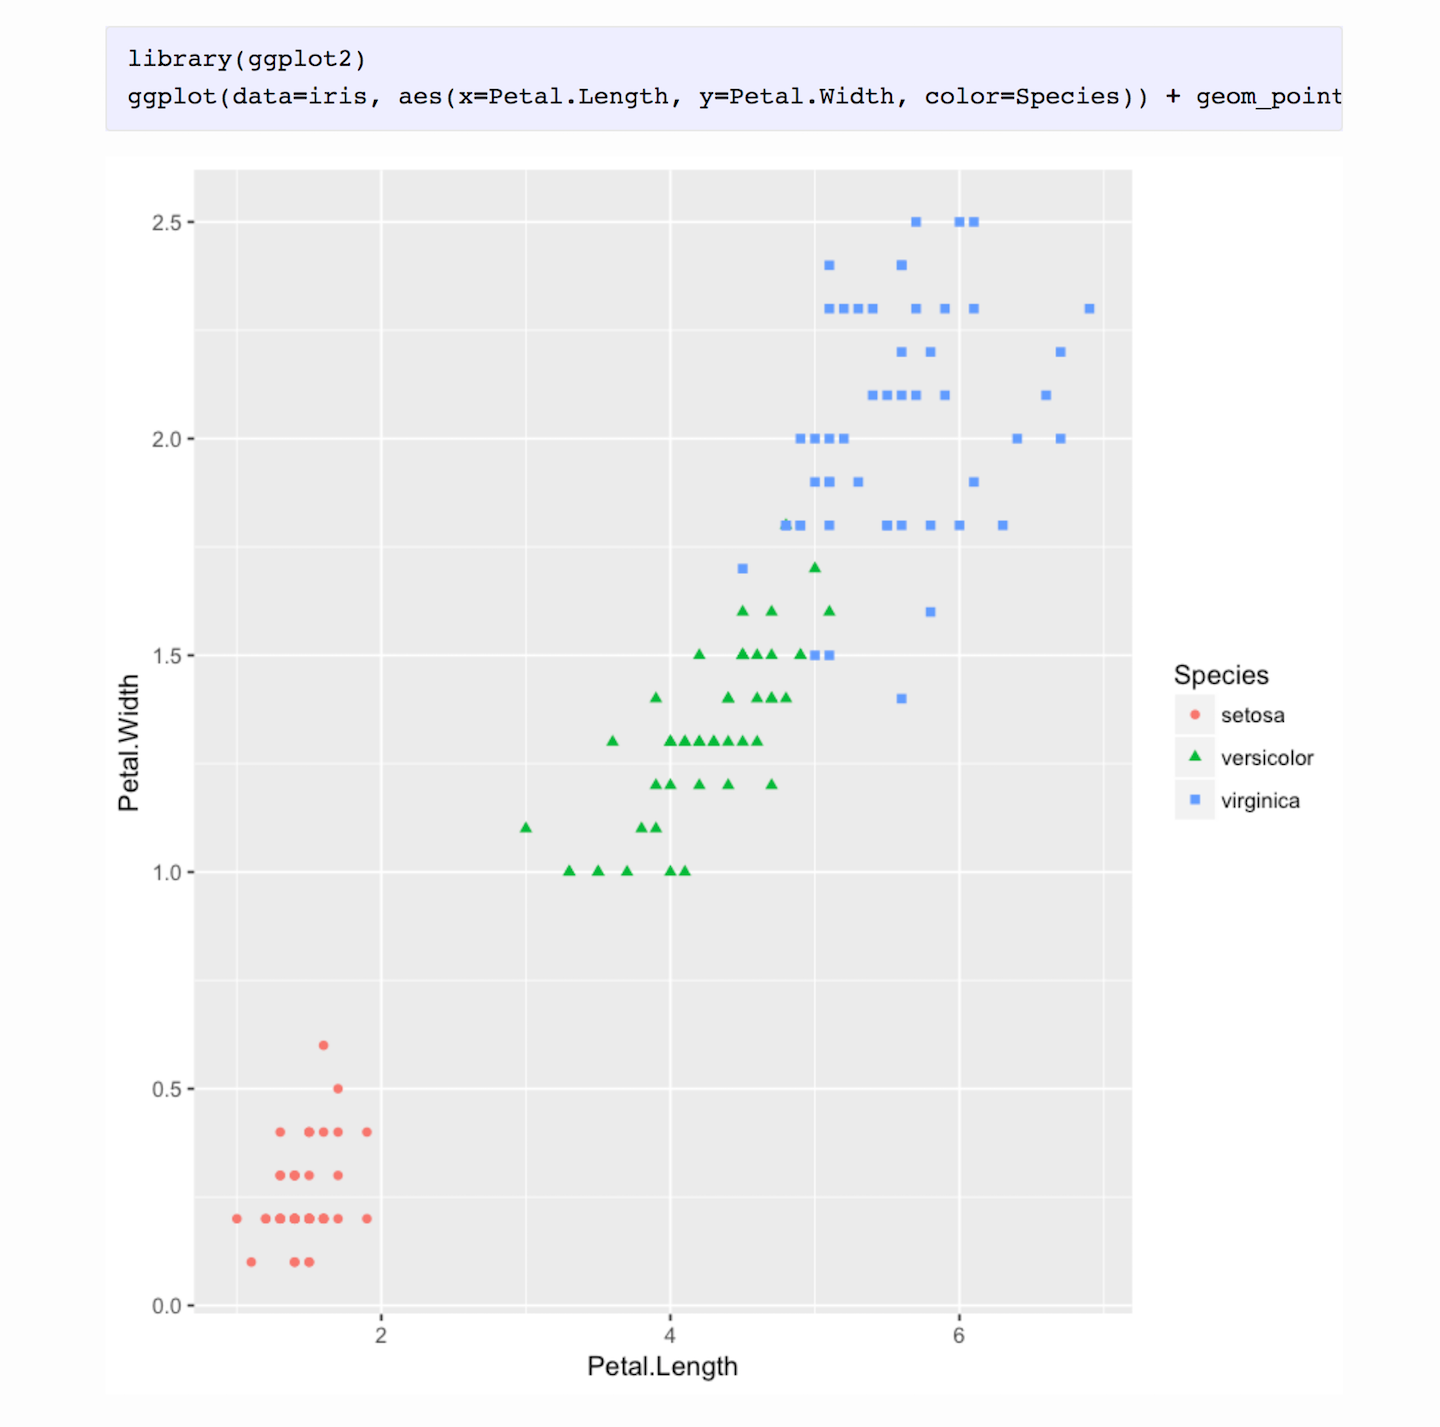 library(ggplot2)
ggplot(data=iris, aes(x=Petal.Length, y=Petal.Width, color=Species)) + geom_point
2.5
2.0
1.5
1.0
0.5
0.0
Petal.Width
2 4 6
Petal.Length
Species
setosa
versicolor
virginica